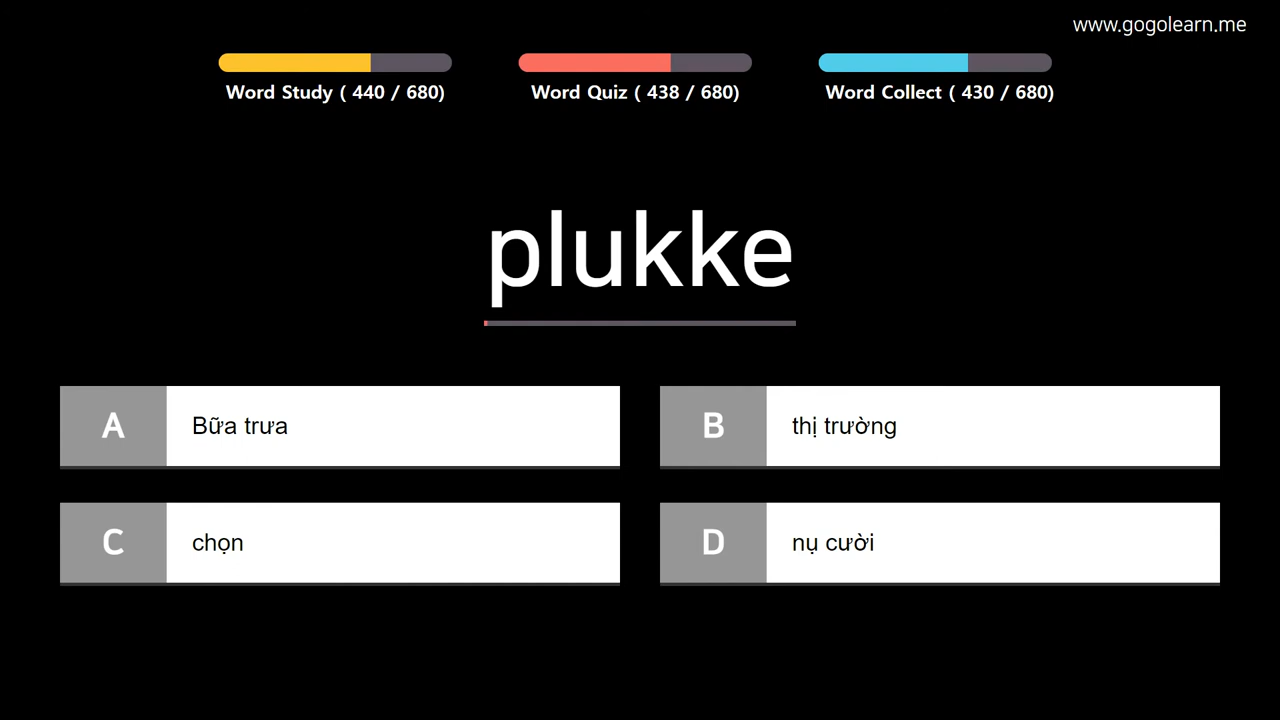 www.gogolearn.me
Word Study ( 440 / 680)
Word Quiz ( 438 / 680)
Word Collect ( 430 / 680)
plukke
A Bữa trưa
B thị trường
C chọn
D nụ cười